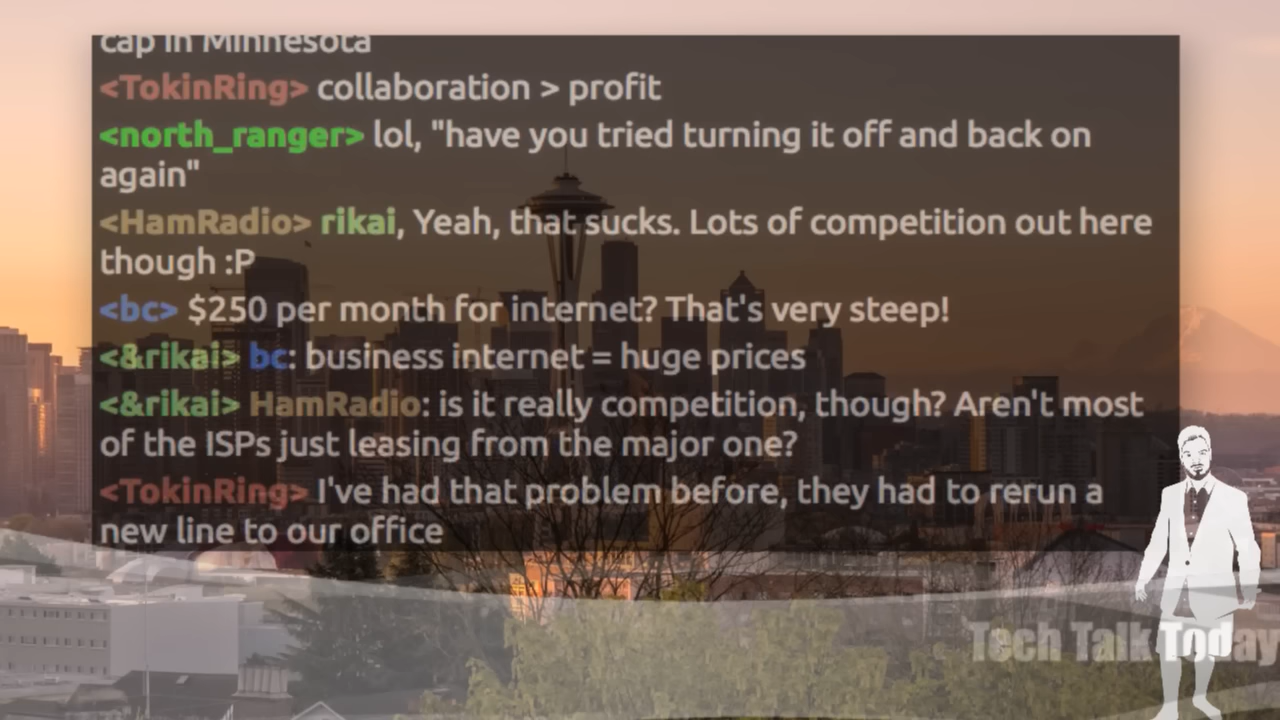 cap in Minnesota
<TokinRing> collaboration > profit
<north_ranger> lol, "have you tried turning it off and back on
again"
<HamRadio> rikai, Yeah, that sucks. Lots of competition out here
though :P
<bc> $250 per month for internet? That's very steep!
<&rikai> bc: business internet = huge prices
<&rikai> HamRadio: is it really competition, though? Aren't most
of the ISPs just leasing from the major one?
<TokinRing> I've had that problem before, they had to rerun a
new line to our office
Tech Talk Today